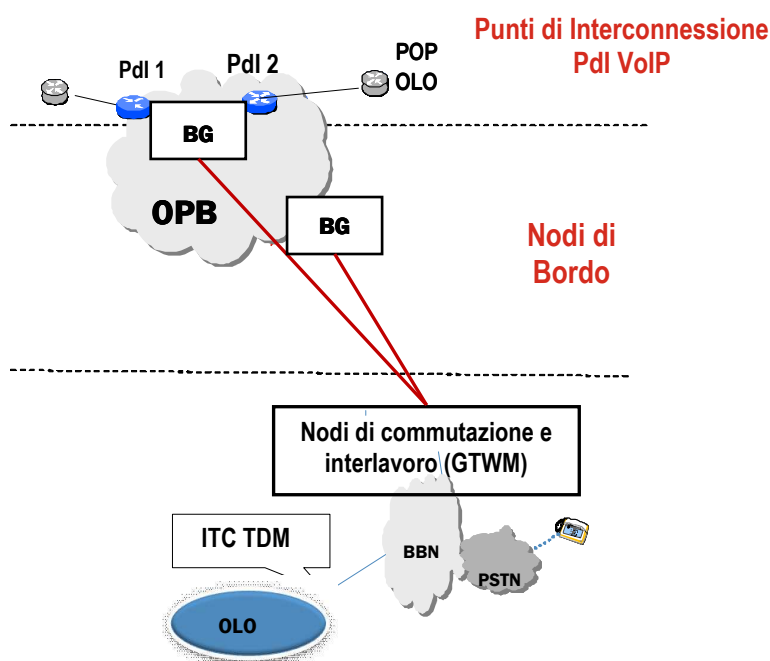 Punti di Interconnessione
PdI VoIP
PdI 1
PdI 2
POP
OLO
BG
OPB
BG
Nodi di
Bordo
Nodi di commutazione e
interlavoro (GTWM)
ITC TDM
BBN
PSTN
OLO